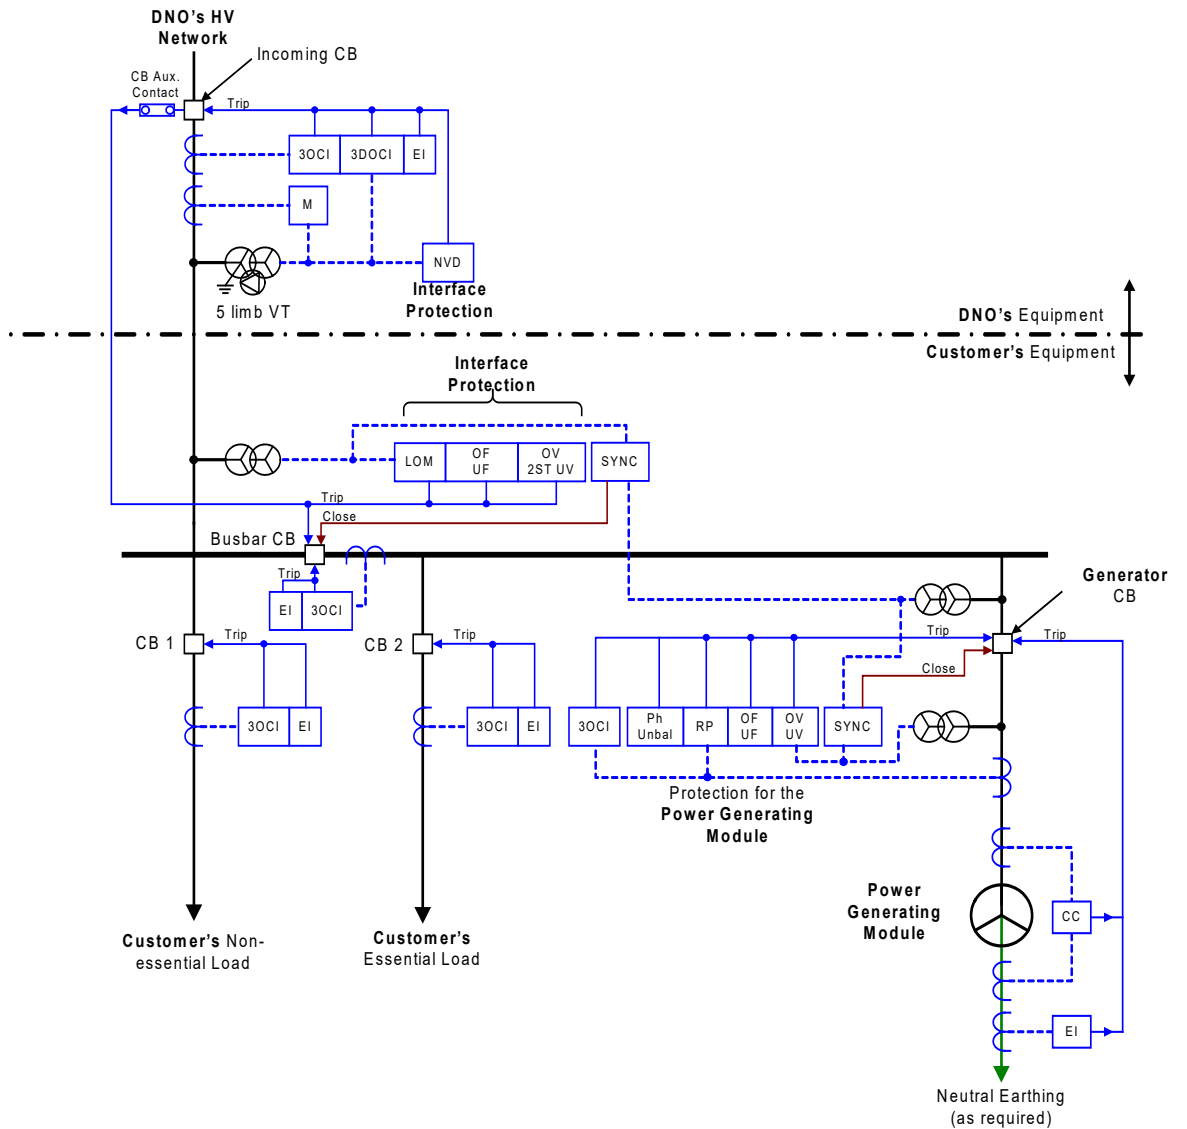 DNO's HV
Network
Incoming CB
CB Aux.
Contact
Trip
3OCI
3DOCI
EI
M
NVD
5 limb VT
Interface
Protection
DNO's Equipment
Customer's Equipment
Interface
Protection
LOM
OF
UF
OV
2ST UV
SYNC
Trip
Close
Busbar CB
Trip
EI
3OCI
Generator
CB
CB 1
Trip
3OCI
EI
CB 2
Trip
3OCI
EI
Trip
Trip
Close
3OCI
Ph
Unbal
RP
OF
UF
OV
UV
SYNC
Protection for the
Power Generating
Module
Power
Generating
Module
CC
Customer's Non-
essential Load
Customer's
Essential Load
EI
Neutral Earthing
(as required)